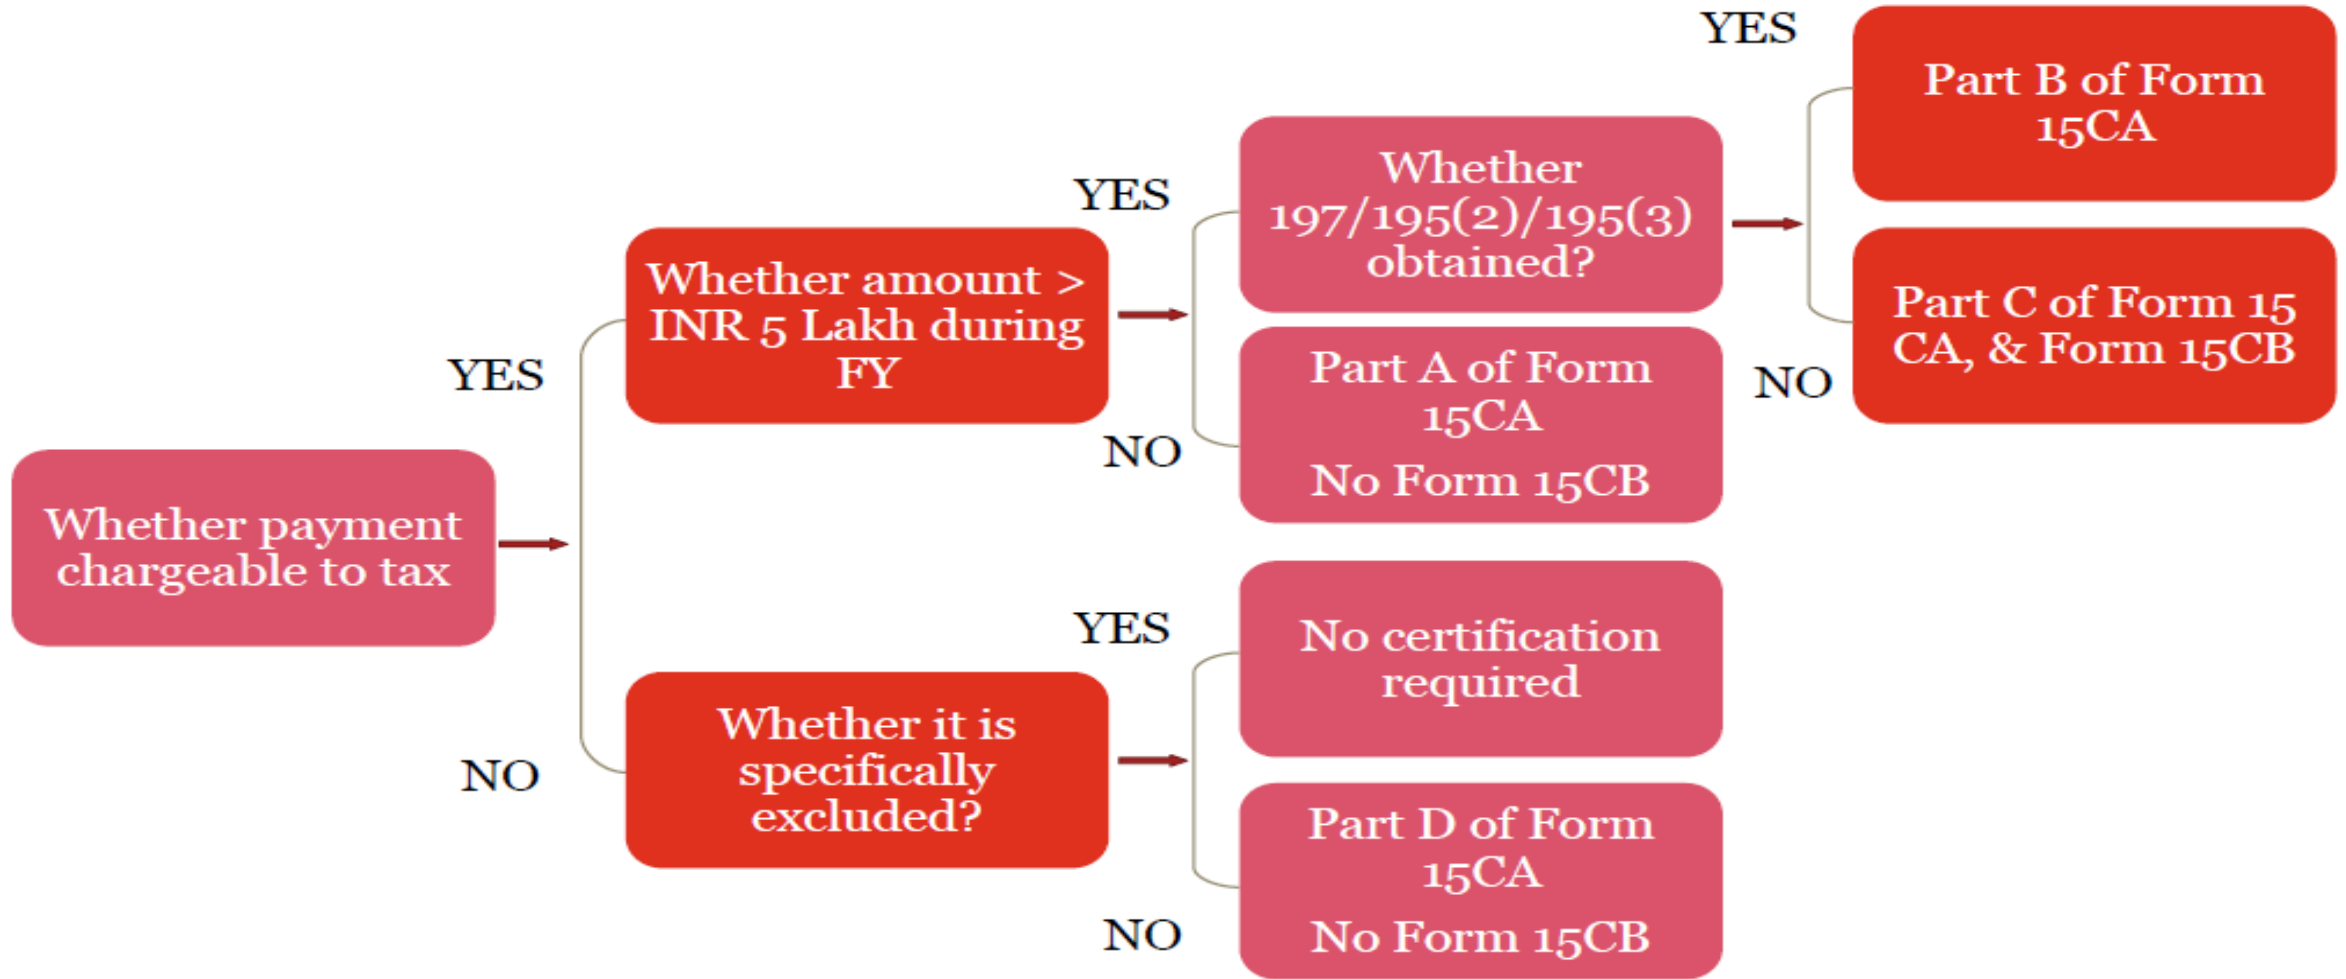 Whether payment
chargeable to tax
YES
NO
Whether amount >
INR 5 Lakh during
FY
Whether it is
specifically
excluded?
YES
NO
Whether
197/195(2)/195(3)
obtained?
Part A of Form
15CA
No Form 15CB
YES
NO
No certification
required
Part D of Form
15CA
No Form 15CB
YES
NO
Part B of Form
15CA
Part C of Form 15
CA, & Form 15CB